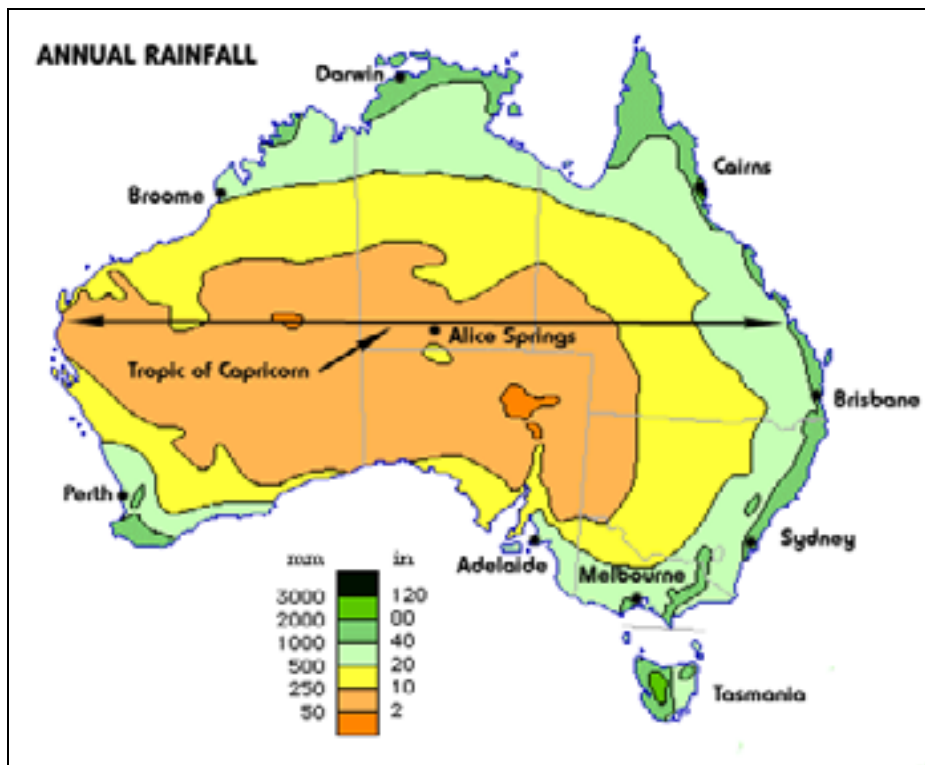 ANNUAL RAINFALL
Darwin
Cairns
Broome
Alice Springs
Tropic of Capricorn
Brisbane
Perth
Sydney
Adelaide
Melbourne
mm in
3000 120
2000 80
1000 40
500 20
250 10
50 2
Tasmania